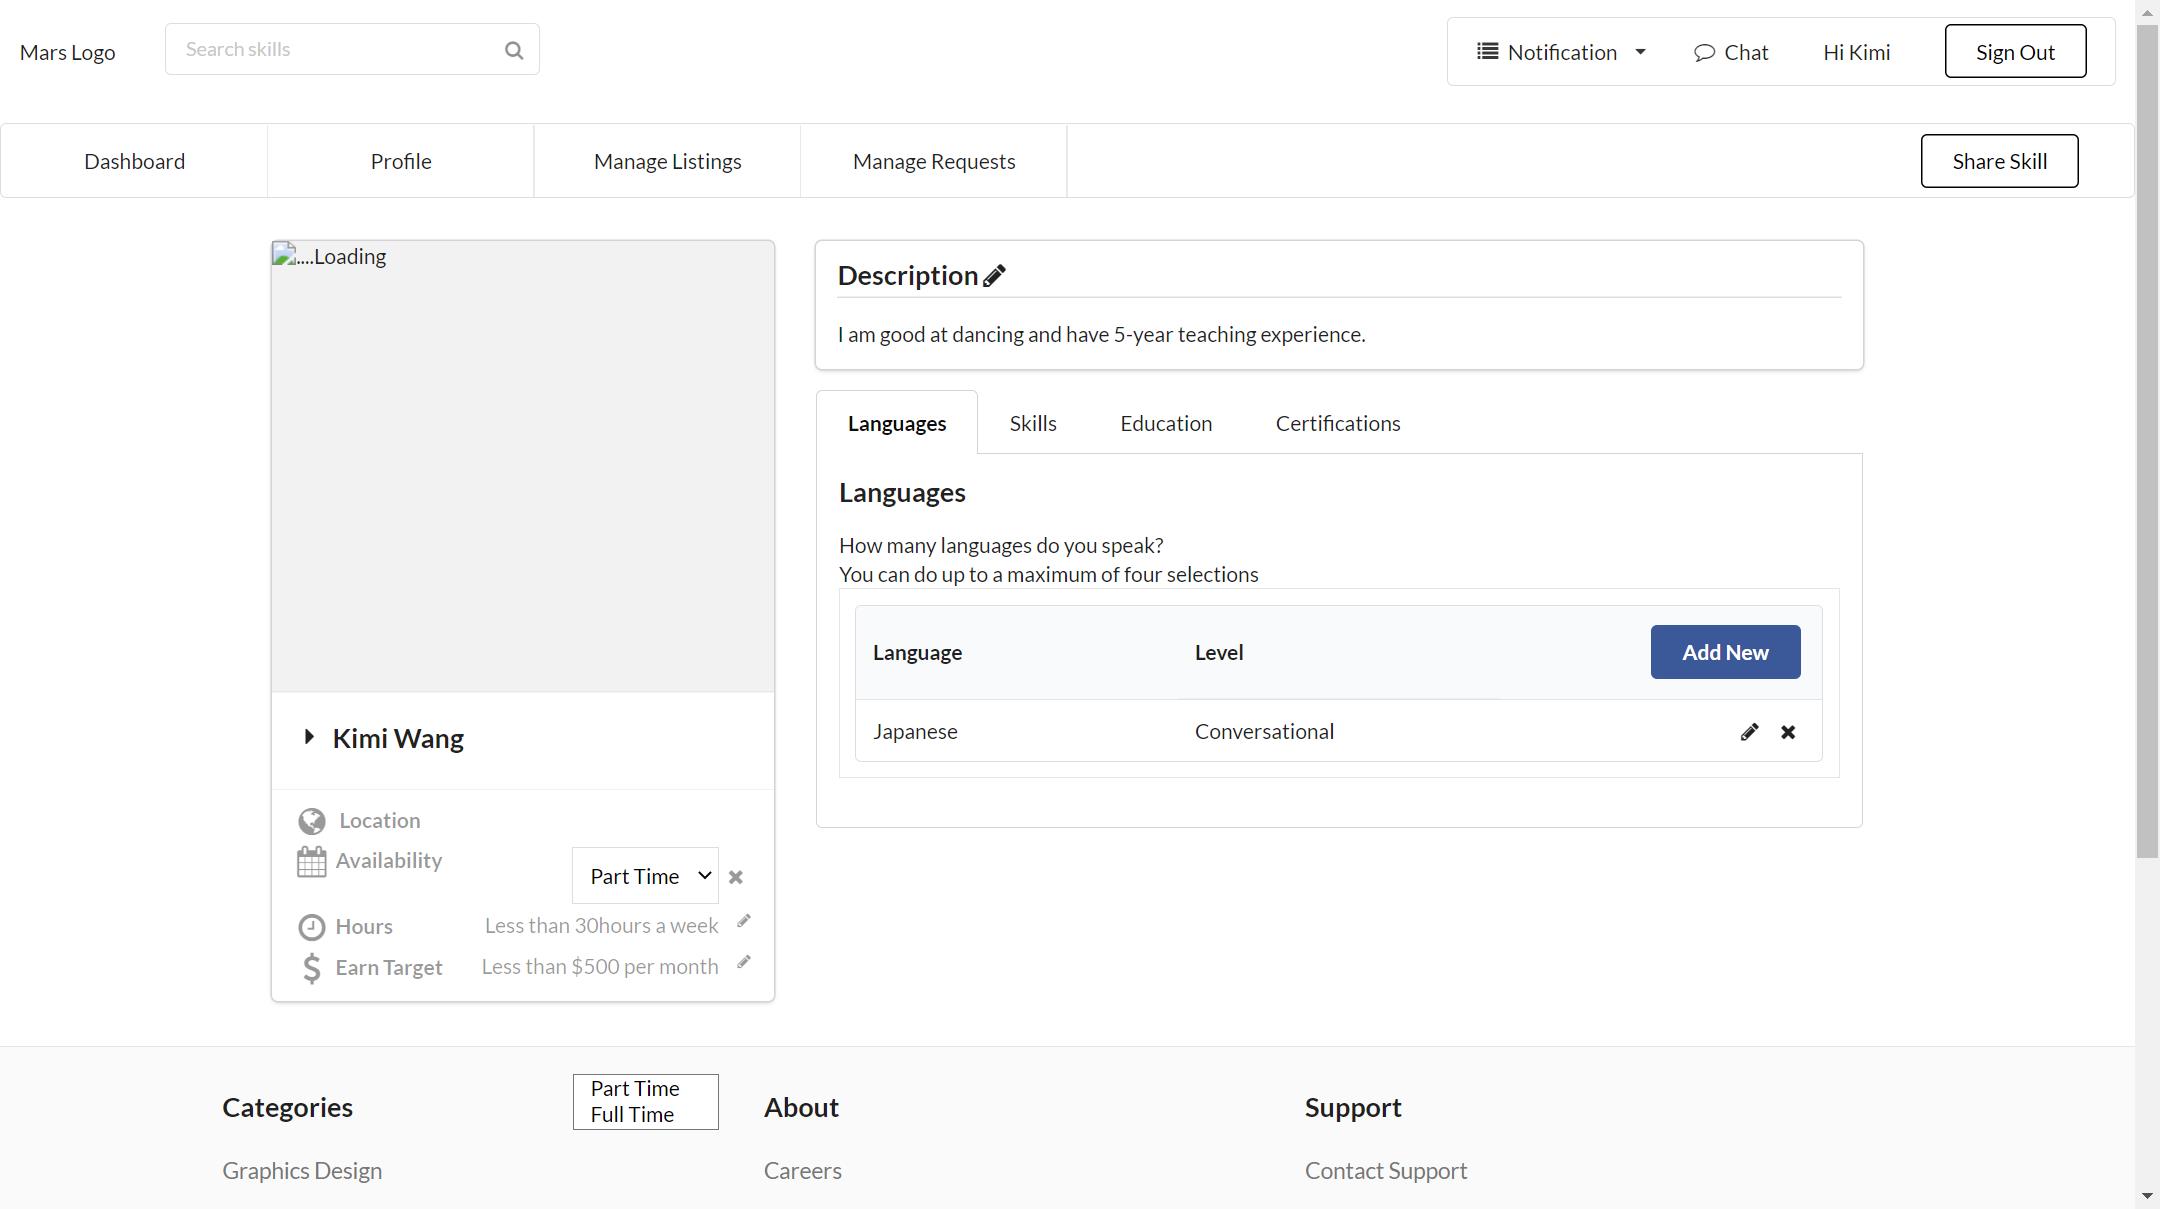 Mars Logo
Search skills
Notification
Chat
Hi Kimi
Sign Out
Dashboard
Profile
Manage Listings
Manage Requests
Share Skill
....Loading
Kimi Wang
Location
Availability
Part Time
Hours
Less than 30hours a week
Earn Target
Less than $500 per month
Description
I am good at dancing and have 5-year teaching experience.
Languages
Skills
Education
Certifications
Languages
How many languages do you speak?
You can do up to a maximum of four selections
Language
Level
Add New
Japanese
Conversational
Categories
Graphics Design
Part Time
Full Time
About
Careers
Support
Contact Support